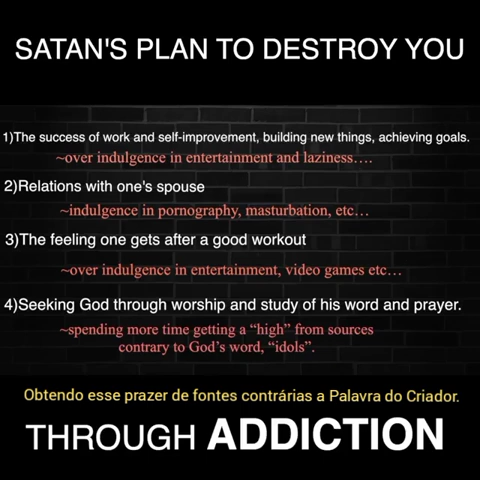 SATAN'S PLAN TO DESTROY YOU
1)The success of work and self-improvement, building new things, achieving goals.
~over indulgence in entertainment and laziness....
2)Relations with one's spouse
~indulgence in pornography, masturbation, etc...
3)The feeling one gets after a good workout
~over indulgence in entertainment, video games etc...
4)Seeking God through worship and study of his word and prayer.
~spending more time getting a “high” from sources
contrary to God's word, “idols”.
Obtendo esse prazer de fontes contrárias a Palavra do Criador.
THROUGH ADDICTION